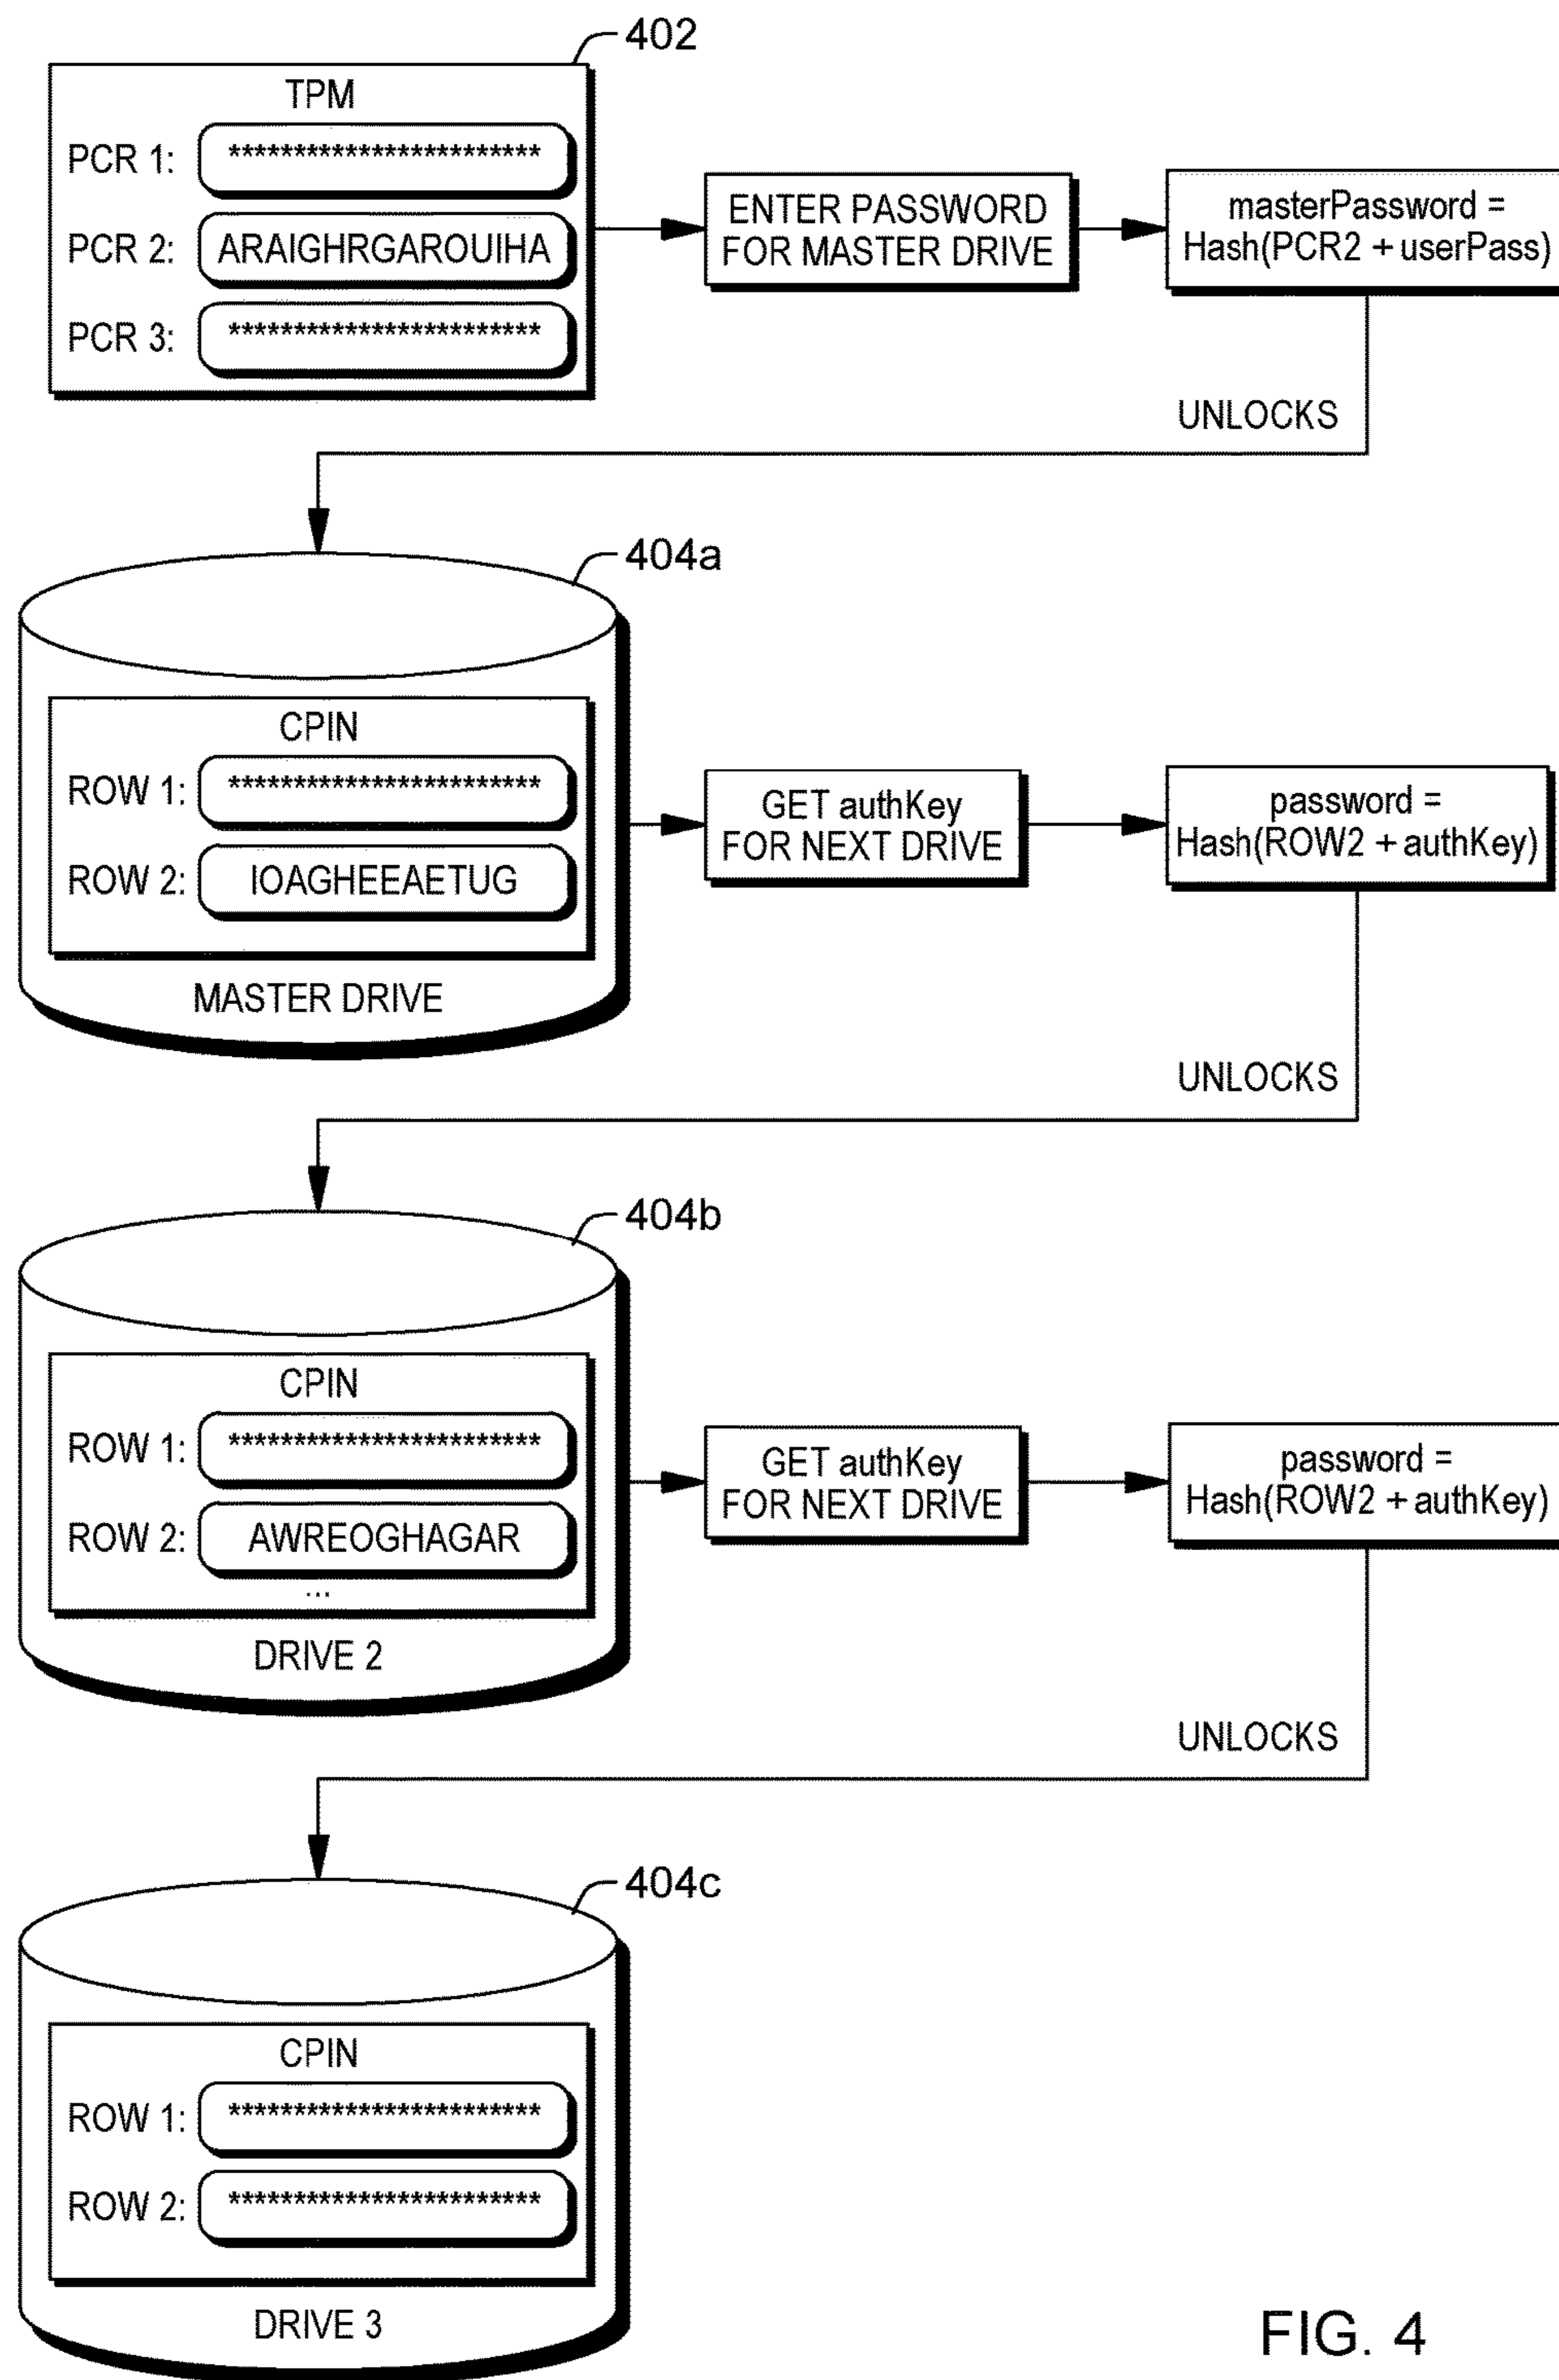 402
TPM
PCR 1: ************************
PCR 2: ARAIGHRGAROUIHA
PCR 3: ************************
ENTER PASSWORD
FOR MASTER DRIVE
masterPassword =
Hash(PCR2 + userPass)
UNLOCKS
404a
CPIN
ROW 1: ************************
ROW 2: IOAGHEEAETUG
MASTER DRIVE
GET authKey
FOR NEXT DRIVE
password =
Hash(ROW2 + authKey)
UNLOCKS
404b
CPIN
ROW 1: ************************
ROW 2: AWREOGHAGAR
...
DRIVE 2
GET authKey
FOR NEXT DRIVE
password =
Hash(ROW2 + authKey)
UNLOCKS
404c
CPIN
ROW 1: ************************
ROW 2: ************************
DRIVE 3
FIG. 4